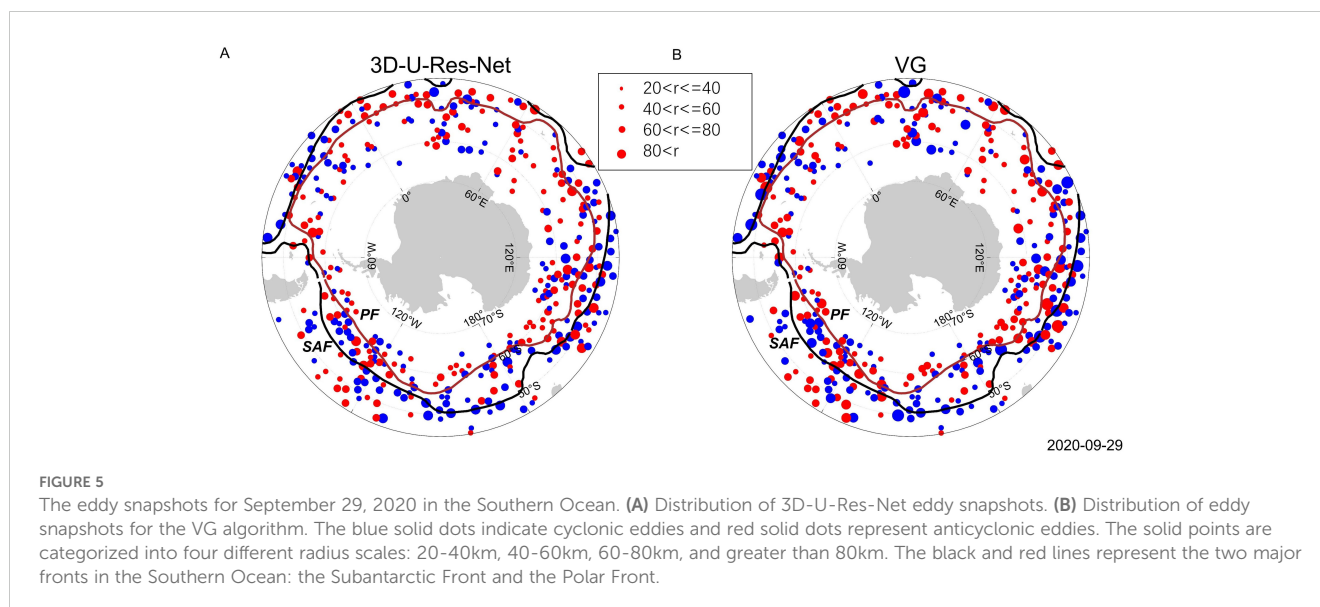 A
B
3D-U-Res-Net
VG
20<r<=40
40<r<=60
60<r<=80
80<r
0°
60°E
120°E
180°
120°W
60°W
70°S
60°S
50°S
PF
SAF
0°
60°E
120°E
180°
120°W
60°W
70°S
60°S
50°S
PF
SAF
2020-09-29
FIGURE 5
The eddy snapshots for September 29, 2020 in the Southern Ocean. (A) Distribution of 3D-U-Res-Net eddy snapshots. (B) Distribution of eddy
snapshots for the VG algorithm. The blue solid dots indicate cyclonic eddies and red solid dots represent anticyclonic eddies. The solid points are
categorized into four different radius scales: 20-40km, 40-60km, 60-80km, and greater than 80km. The black and red lines represent the two major
fronts in the Southern Ocean: the Subantarctic Front and the Polar Front.